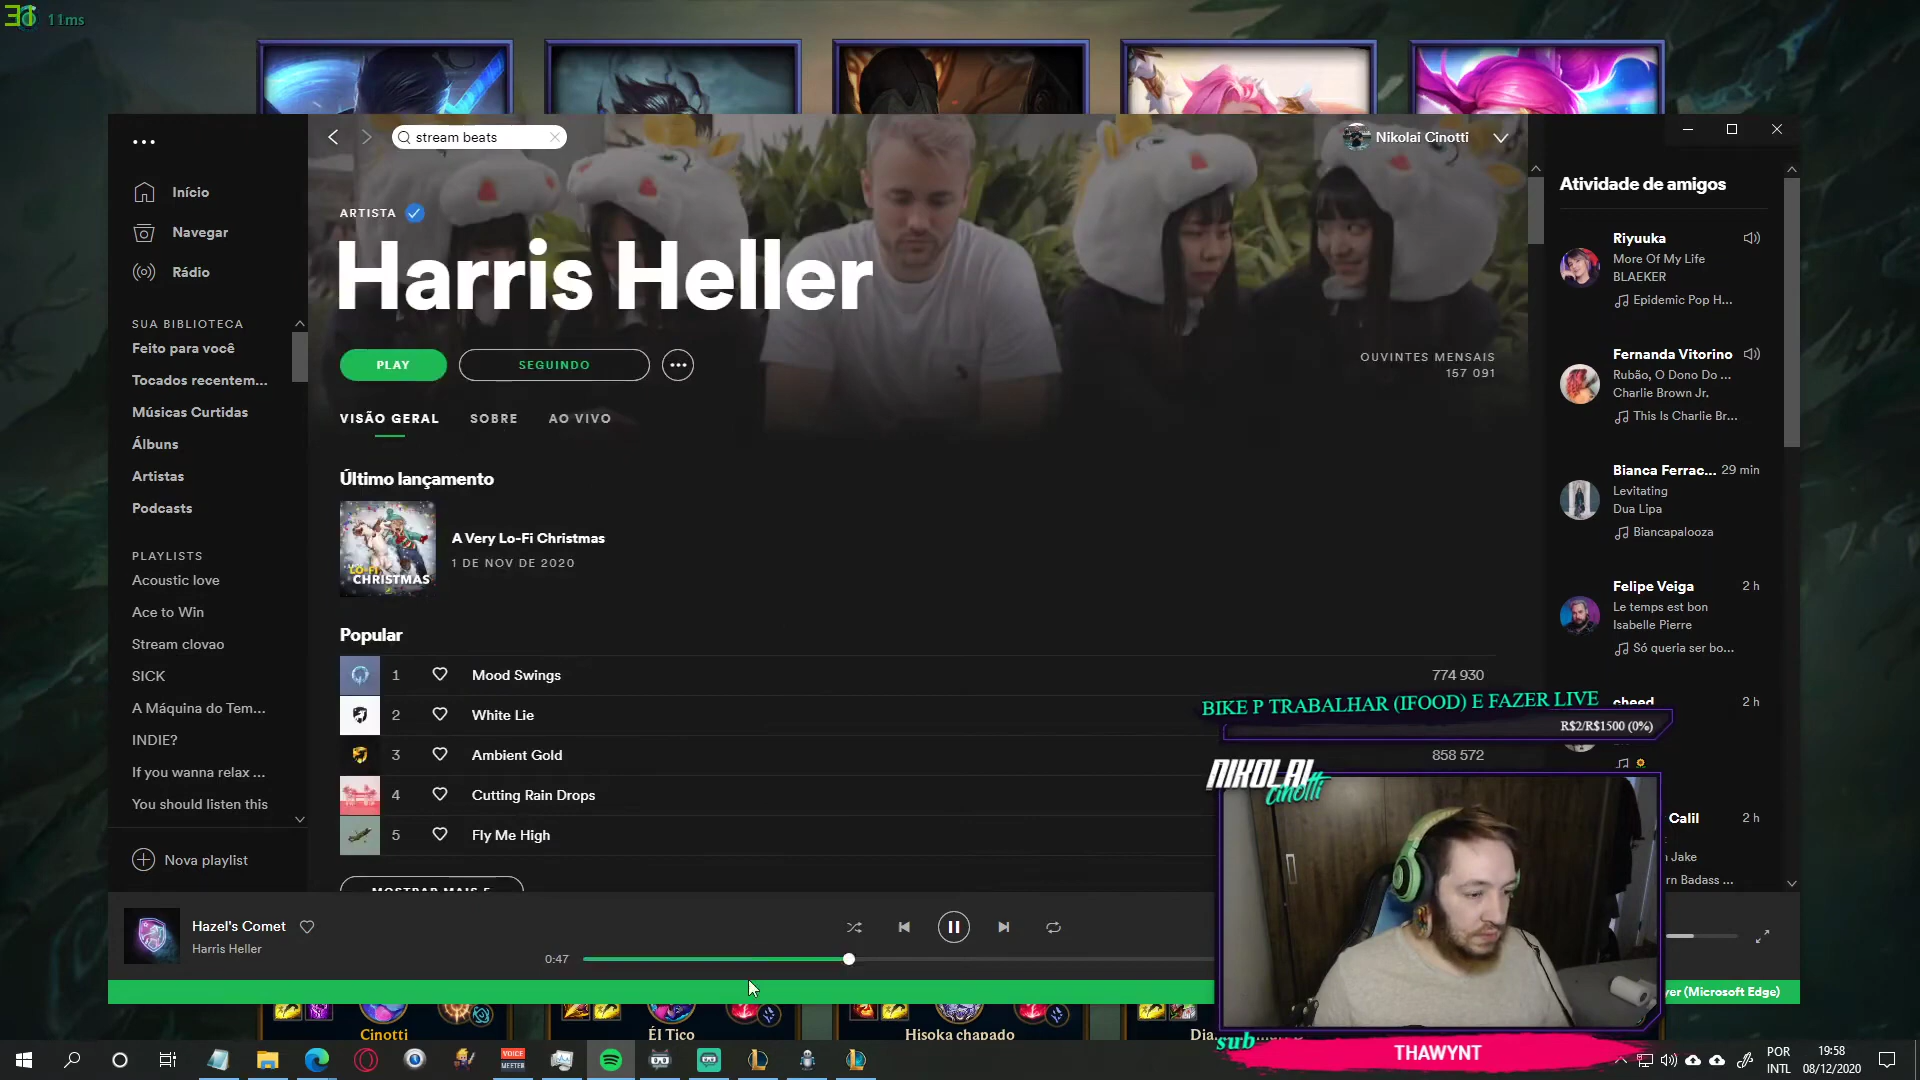 31 11ms
stream beats
Nikolai Cinotti
Início
Navegar
Rádio
SUA BIBLIOTECA
Feito para você
Tocados recentem...
Músicas Curtidas
Álbuns
Artistas
Podcasts
PLAYLISTS
Acoustic love
Ace to Win
Stream clovao
SICK
A Máquina do Tem...
INDIE?
If you wanna relax ...
You should listen this
Nova playlist
ARTISTA
Harris Heller
PLAY
SEGUINDO
OUVINTES MENSAIS
157 091
VISÃO GERAL SOBRE AO VIVO
Último lançamento
LO-FI
CHRISTMAS
A Very Lo-Fi Christmas
1 DE NOV DE 2020
Popular
1 Mood Swings 774 930
2 White Lie
3 Ambient Gold 858 572
4 Cutting Rain Drops
5 Fly Me High
Atividade de amigos
Riyuuka
More Of My Life
BLAEKER
Epidemic Pop H...
Fernanda Vitorino
Rubão, O Dono Do ...
Charlie Brown Jr.
This Is Charlie Br...
Bianca Ferrac... 29 min
Levitating
Dua Lipa
Biancapalooza
Felipe Veiga 2 h
Le temps est bon
Isabelle Pierre
Só queria ser bo...
cheed 2 h
Calil 2 h
Jake
rn Badass ...
BIKE P TRABALHAR (IFOOD) E FAZER LIVE
R$2/R$1500 (0%)
NIKOLAI
cinotti
Hazel's Comet
Harris Heller
0:47
yer (Microsoft Edge)
Cinotti
Él Tico
Hisoka chapado
sub
THAWYNT
VOICE
MEETER
POR
INTL
19:58
08/12/2020